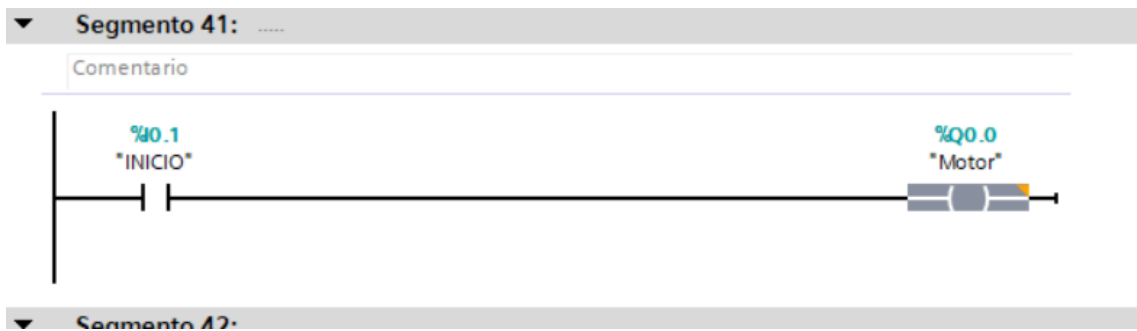 Segmento 41: .....
Comentario
%I0.1
"INICIO"
%Q0.0
"Motor"
Segmento 42: